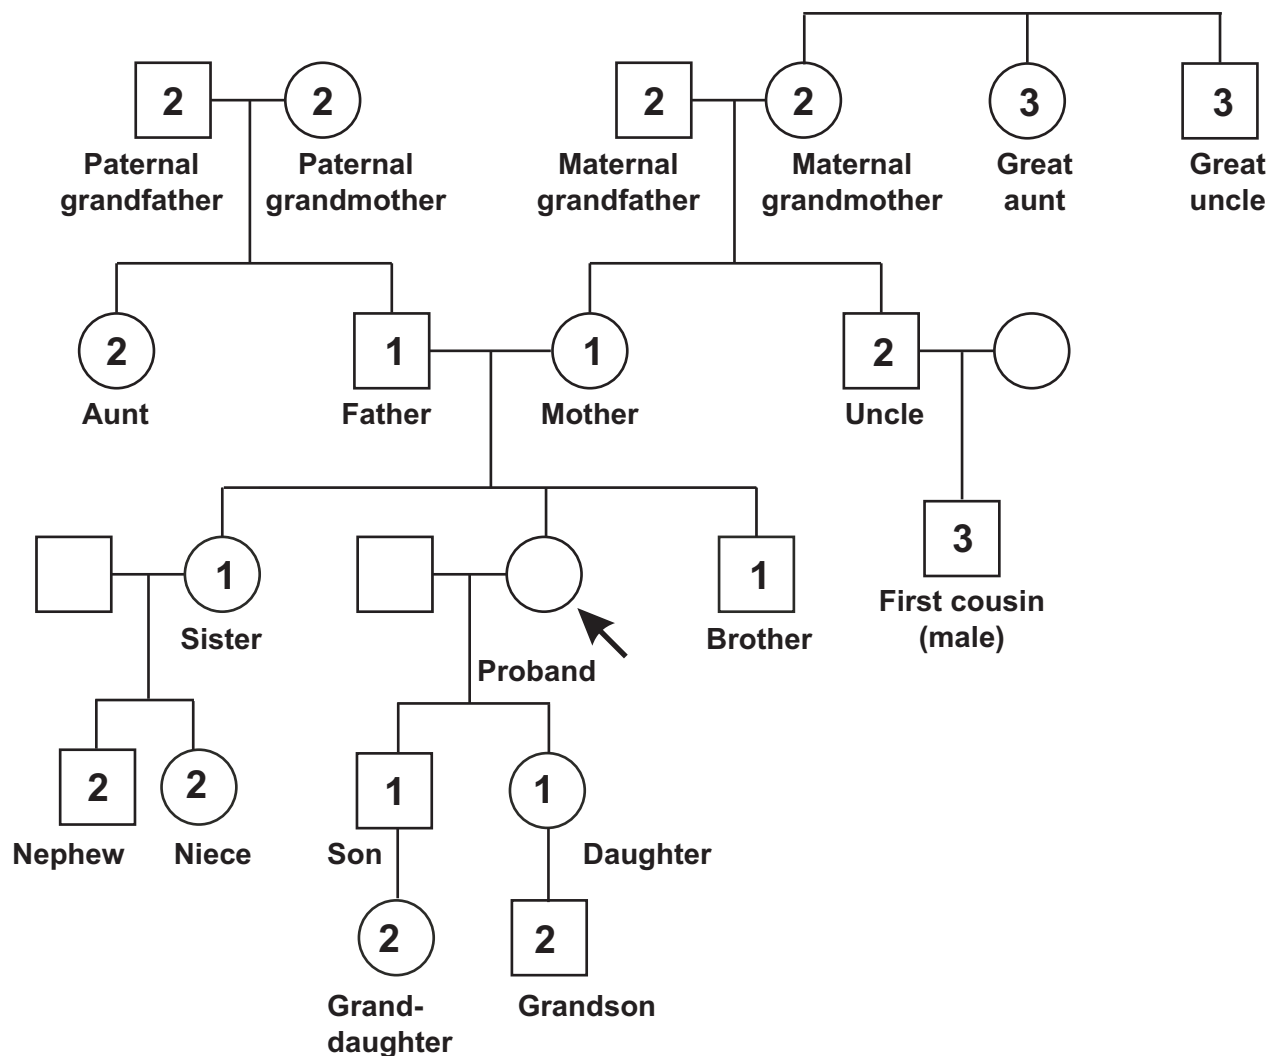 2 2 2 2 3 3
Paternal grandfather
Paternal grandmother
Maternal grandfather
Maternal grandmother
Great aunt
Great uncle
2 1 1 2
Aunt
Father
Mother
Uncle
1 1 3
Sister
Proband
Brother
First cousin
(male)
2 2 1 1
Nephew
Niece
Son
Daughter
2 2
Grand-
daughter
Grandson